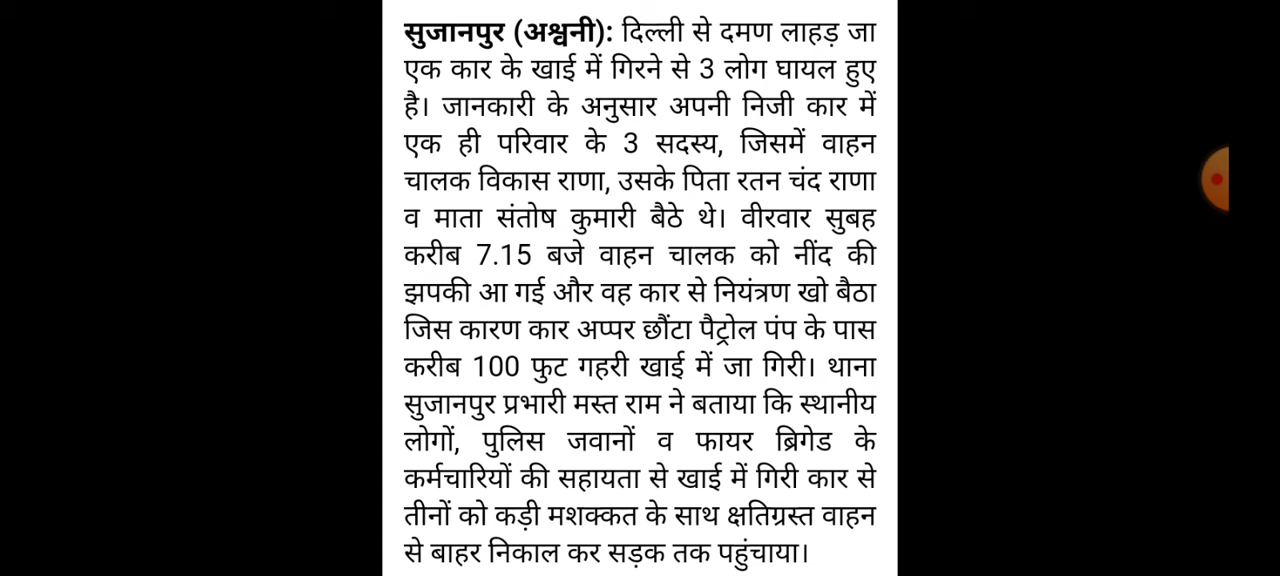 सुजानपुर (अश्वनी): दिल्ली से दमण लाहड़ जा
एक कार के खाई में गिरने से 3 लोग घायल हुए
है। जानकारी के अनुसार अपनी निजी कार में
एक ही परिवार के 3 सदस्य, जिसमें वाहन
चालक विकास राणा, उसके पिता रतन चंद राणा
व माता संतोष कुमारी बैठे थे। वीरवार सुबह
करीब 7.15 बजे वाहन चालक को नींद की
झपकी आ गई और वह कार से नियंत्रण खो बैठा
जिस कारण कार अप्पर छौंटा पैट्रोल पंप के पास
करीब 100 फुट गहरी खाई में जा गिरी। थाना
सुजानपुर प्रभारी मस्त राम ने बताया कि स्थानीय
लोगों, पुलिस जवानों व फायर ब्रिगेड के
कर्मचारियों की सहायता से खाई में गिरी कार से
तीनों को कड़ी मशक्कत के साथ क्षतिग्रस्त वाहन
से बाहर निकाल कर सड़क तक पहुंचाया।